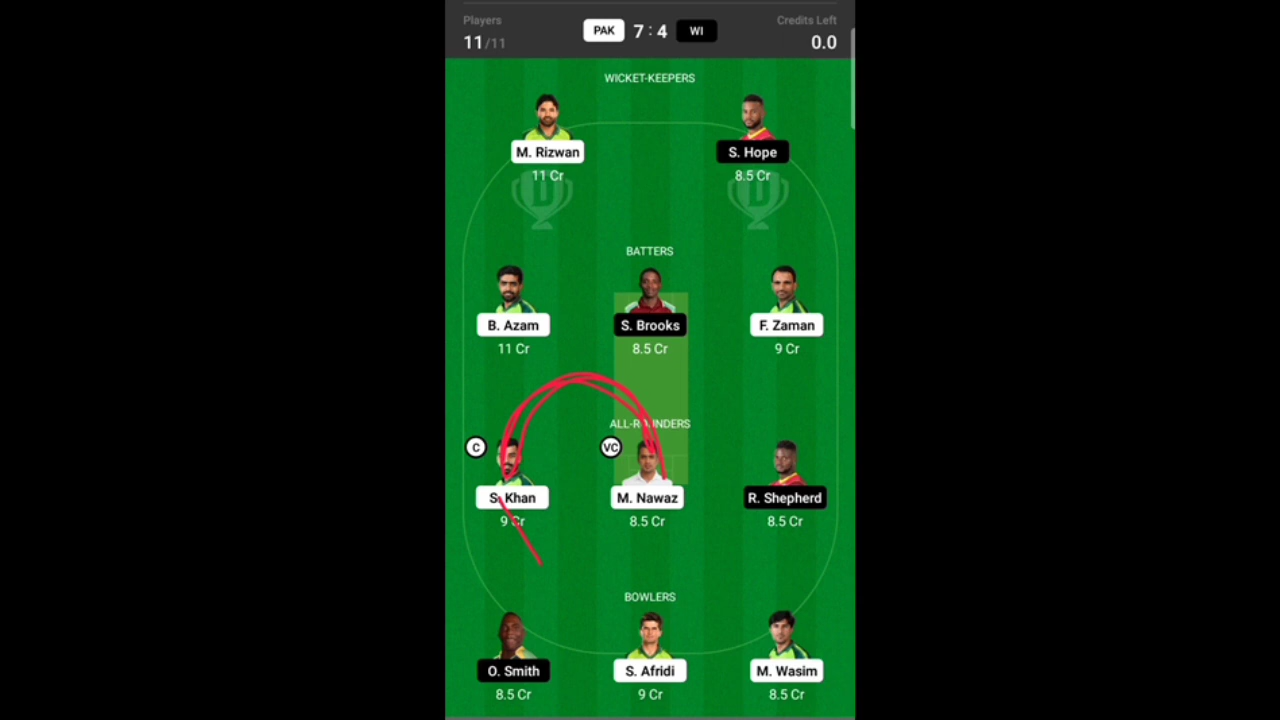 Players
PAK 7 : 4 WI
Credits Left
11/11
0.0
WICKET-KEEPERS
M. Rizwan
S. Hope
11 Cr
8.5 Cr
D
D
BATTERS
B. Azam
S. Brooks
F. Zaman
11 Cr
8.5 Cr
9 Cr
ALL-ROUNDERS
C
VC
S. Khan
M. Nawaz
R. Shepherd
9 Cr
8.5 Cr
8.5 Cr
BOWLERS
O. Smith
S. Afridi
M. Wasim
8.5 Cr
9 Cr
8.5 Cr